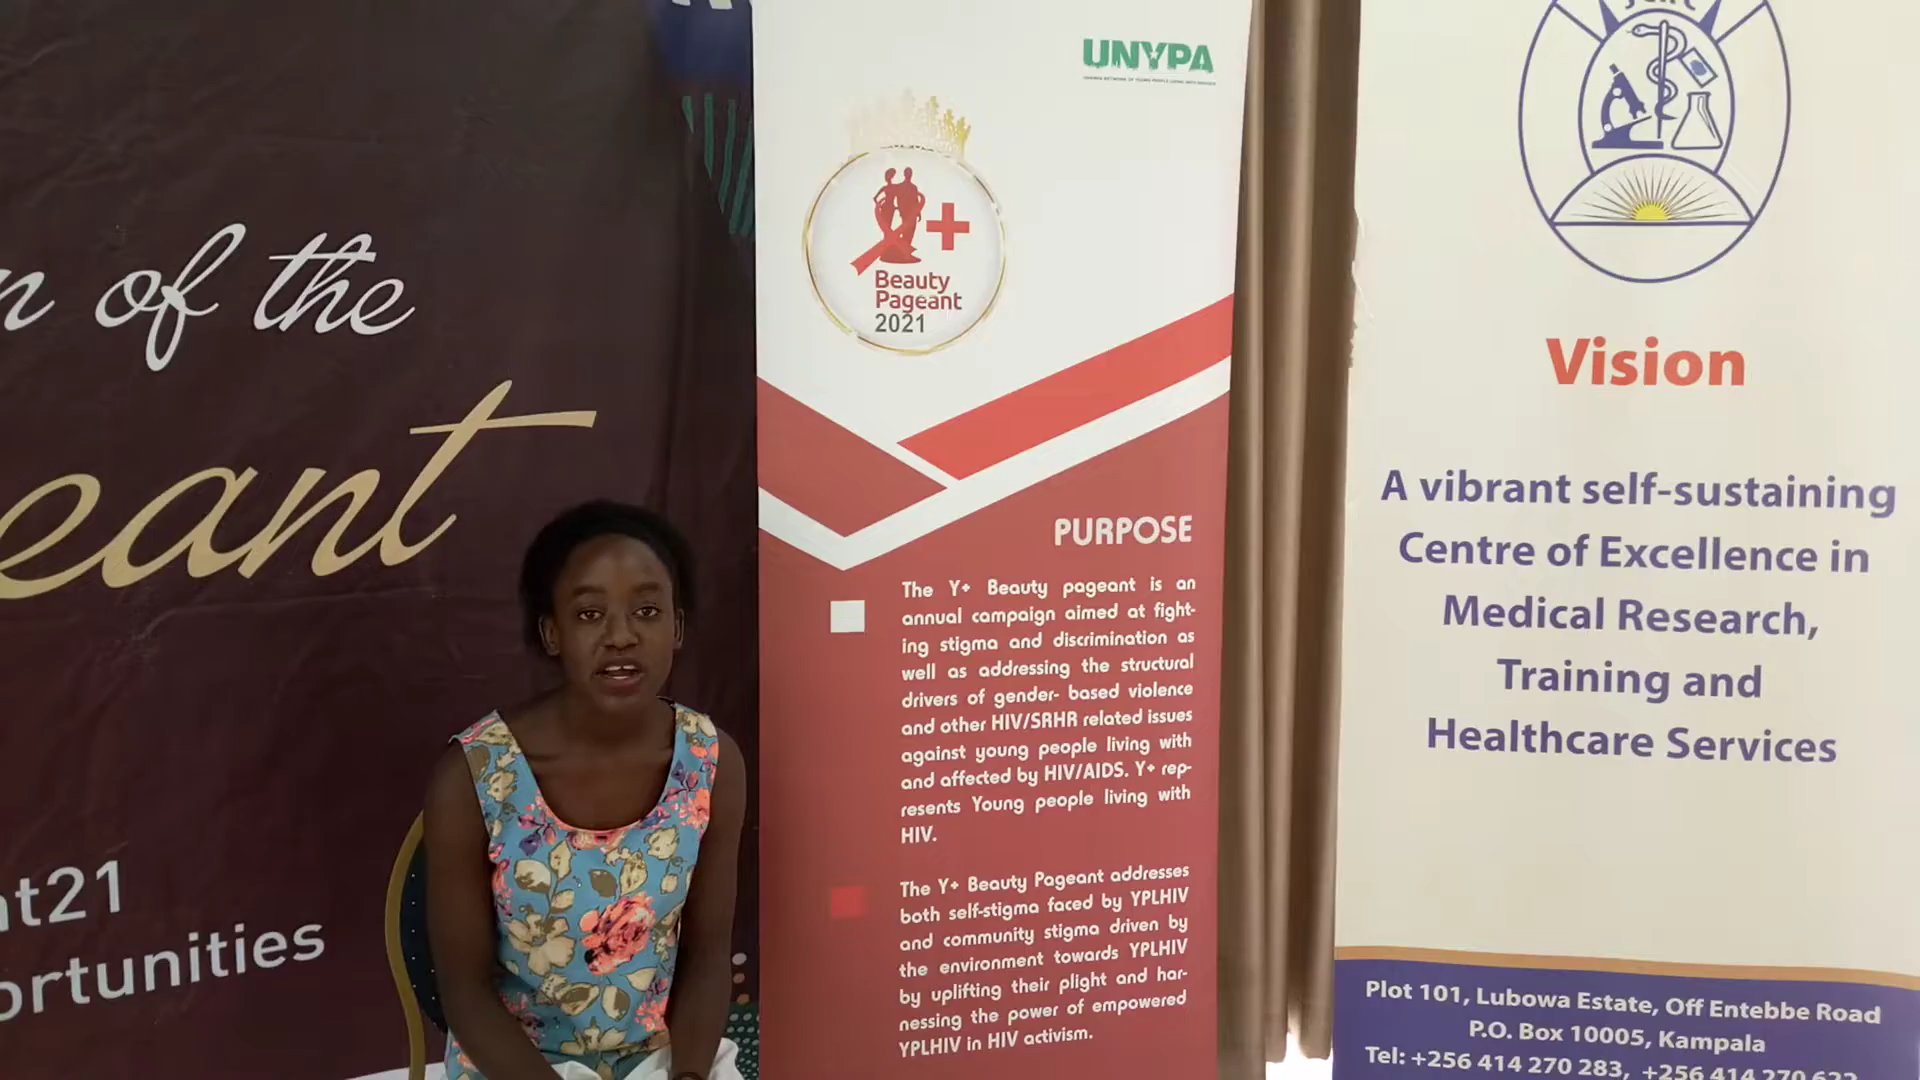 n of the
eant
nt21
ortunities
UNYPA
Beauty
Pageant
2021
PURPOSE
The Y+ Beauty pageant is an
annual campaign aimed at fight-
ing stigma and discrimination as
well as addressing the structural
drivers of gender- based violence
and other HIV/SRHR related issues
against young people living with
and affected by HIV/AIDS. Y+ rep-
resents Young people living with
HIV.
The Y+ Beauty Pageant addresses
both self-stigma faced by YPLHIV
and community stigma driven by
the environment towards YPLHIV
by uplifting their plight and har-
nessing the power of empowered
YPLHIV in HIV activism.
Vision
A vibrant self-sustaining
Centre of Excellence in
Medical Research,
Training and
Healthcare Services
Plot 101, Lubowa Estate, Off Entebbe Road
P.O. Box 10005, Kampala
Tel: +256 414 270 283, +256 414 270 622